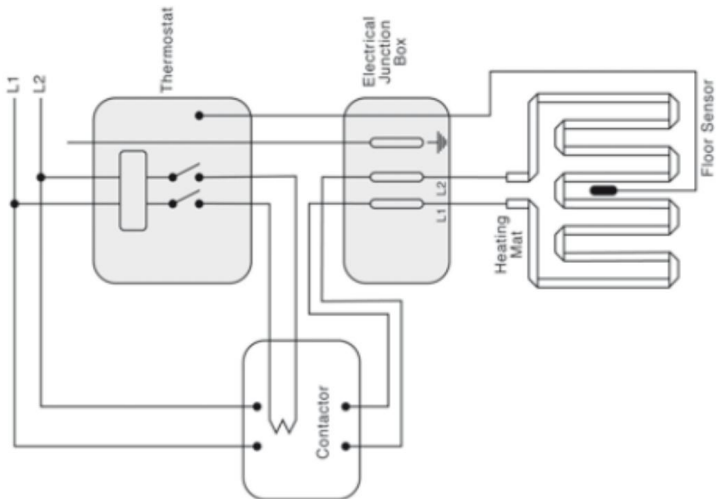 L1
L2
Thermostat
Electrical
Junction
Box
L1
L2
Heating
Mat
Floor Sensor
Contactor